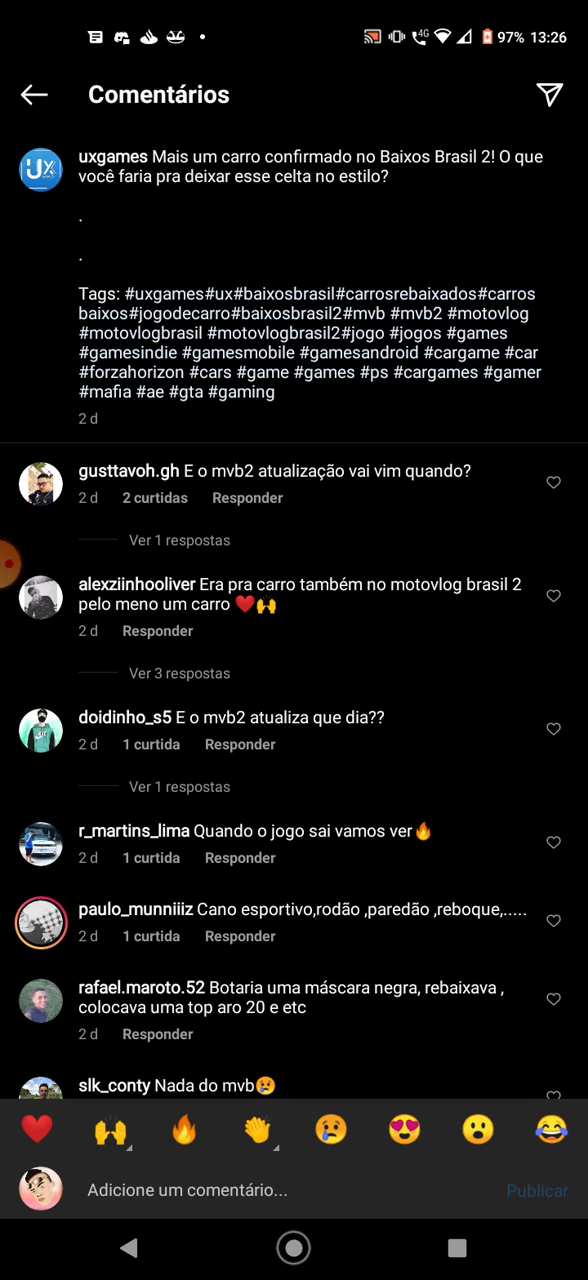 4G 97% 13:26
Comentários
uxgames Mais um carro confirmado no Baixos Brasil 2! O que
você faria pra deixar esse celta no estilo?
.
.
Tags: #uxgames#ux#baixosbrasil#carrosrebaixados#carros
baixos#jogodecarro#baixosbrasil2#mvb #mvb2 #motovlog
#motovlogbrasil #motovlogbrasil2#jogo #jogos #games
#gamesindie #gamesmobile #gamesandroid #cargame #car
#forzahorizon #cars #game #games #ps #cargames #gamer
#mafia #ae #gta #gaming
2 d
gusttavoh.gh E o mvb2 atualização vai vim quando?
2 d 2 curtidas Responder
Ver 1 respostas
alexziinhooliver Era pra carro também no motovlog brasil 2
pelo meno um carro ❤️🙌
2 d Responder
Ver 3 respostas
doidinho_s5 E o mvb2 atualiza que dia??
2 d 1 curtida Responder
Ver 1 respostas
r_martins_lima Quando o jogo sai vamos ver🔥
2 d 1 curtida Responder
paulo_munniiiz Cano esportivo,rodão ,paredão ,reboque,.....
2 d 1 curtida Responder
rafael.maroto.52 Botaria uma máscara negra, rebaixava ,
colocava uma top aro 20 e etc
2 d Responder
slk_conty Nada do mvb😢
❤️ 🙌 🔥 👏 😢 😍 😮 😂
Adicione um comentário... Publicar